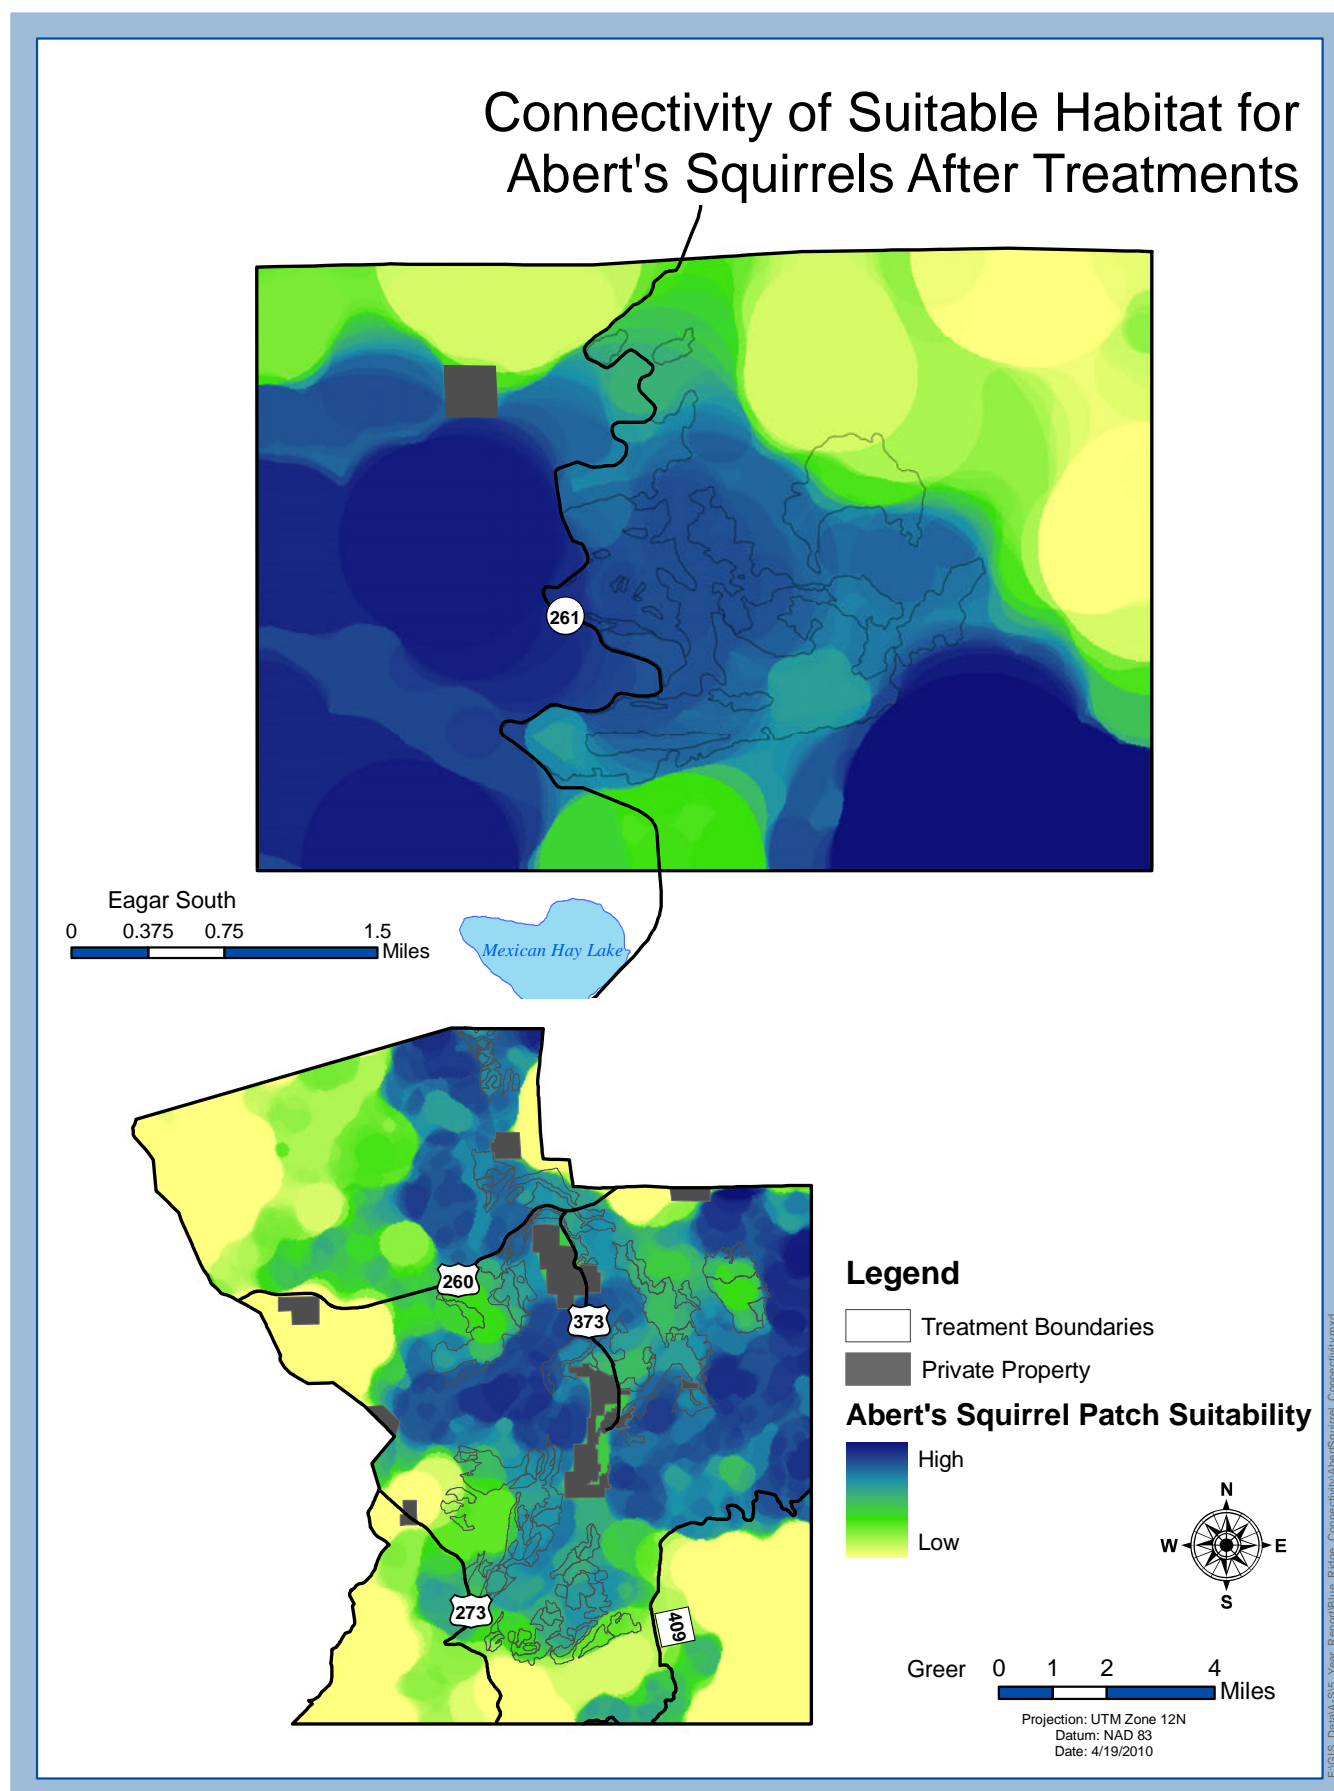 Connectivity of Suitable Habitat for
Abert's Squirrels After Treatments
261
Eagar South
0 0.375 0.75 1.5
Miles
Mexican Hay Lake
260
373
273
409
Legend
Treatment Boundaries
Private Property
Abert's Squirrel Patch Suitability
High
Low
N
W E
S
Greer 0 1 2 4
Miles
Projection: UTM Zone 12N
Datum: NAD 83
Date: 4/19/2010